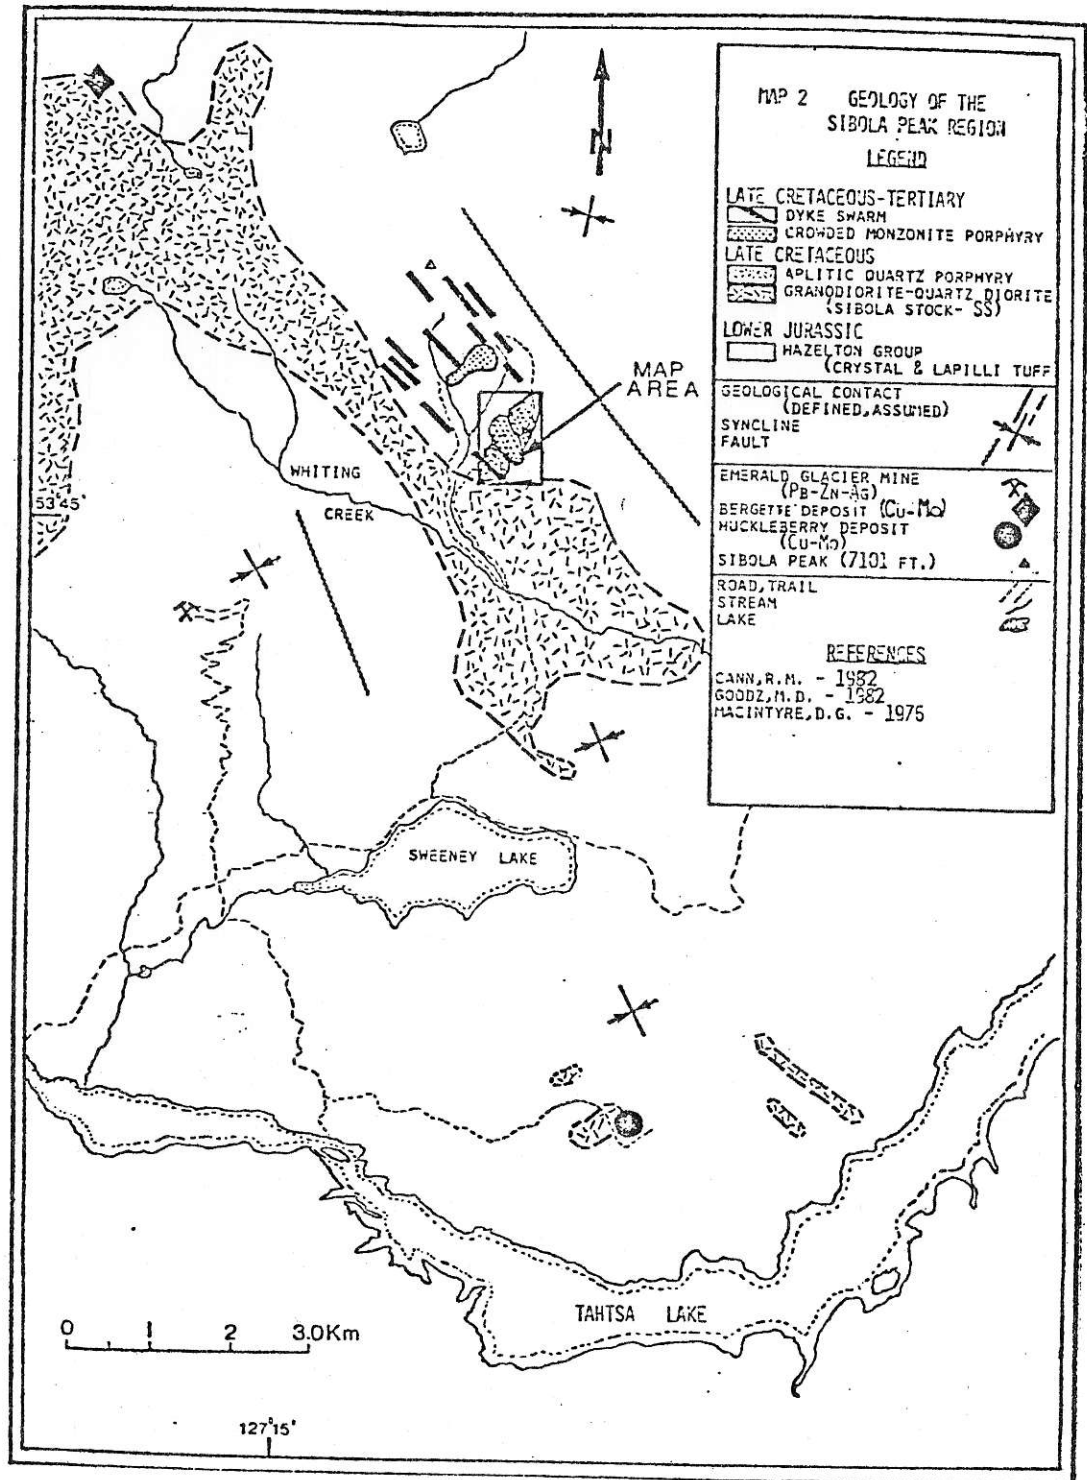 MAP 2 GEOLOGY OF THE
SIBOLA PEAK REGION
LEGEND
LATE CRETACEOUS-TERTIARY
DYKE SWARM
CROWDED MONZONITE PORPHYRY
LATE CRETACEOUS
APLITIC QUARTZ PORPHYRY
GRANODIORITE-QUARTZ DIORITE
(SIBOLA STOCK- SS)
LOWER JURASSIC
HAZELTON GROUP
(CRYSTAL & LAPILLI TUFF
GEOLOGICAL CONTACT
(DEFINED, ASSUMED)
SYNCLINE
FAULT
EMERALD GLACIER MINE
(PB-ZN-AG)
BERGETTE DEPOSIT (Cu-Mo)
HUCKLEBERRY DEPOSIT
(Cu-Mo)
SIBOLA PEAK (7101 FT.)
ROAD, TRAIL
STREAM
LAKE
REFERENCES
CANN, R.M. - 1982
GOODZ, M.D. - 1982
MACINTYRE, D.G. - 1976
N
MAP
AREA
WHITING
CREEK
53°45'
SWEENEY LAKE
TAHTSA LAKE
0 1 2 3.0Km
127°15'